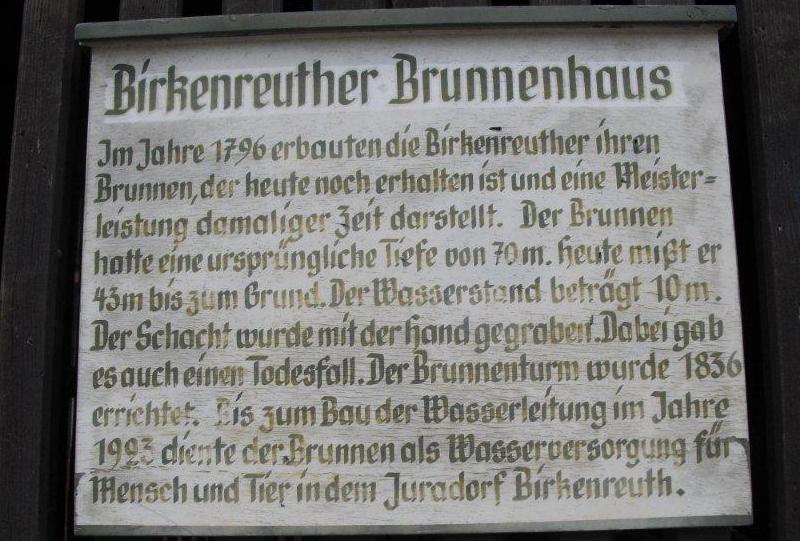 Birkenreuther Brunnenhaus
Im Jahre 1796 erbauten die Birkenreuther ihren
Brunnen, der heute noch erhalten ist und eine Meister=
leistung damaliger Zeit darstellt. Der Brunnen
hatte eine ursprüngliche Tiefe von 70 m. Heute mißt er
43 m bis zum Grund. Der Wasserstand beträgt 10 m.
Der Schacht wurde mit der Hand gegraben. Dabei gab
es auch einen Todesfall. Der Brunnenturm wurde 1836
errichtet. Bis zum Bau der Wasserleitung im Jahre
1923 diente der Brunnen als Wasserversorgung für
Mensch und Tier in dem Juradorf Birkenreuth.